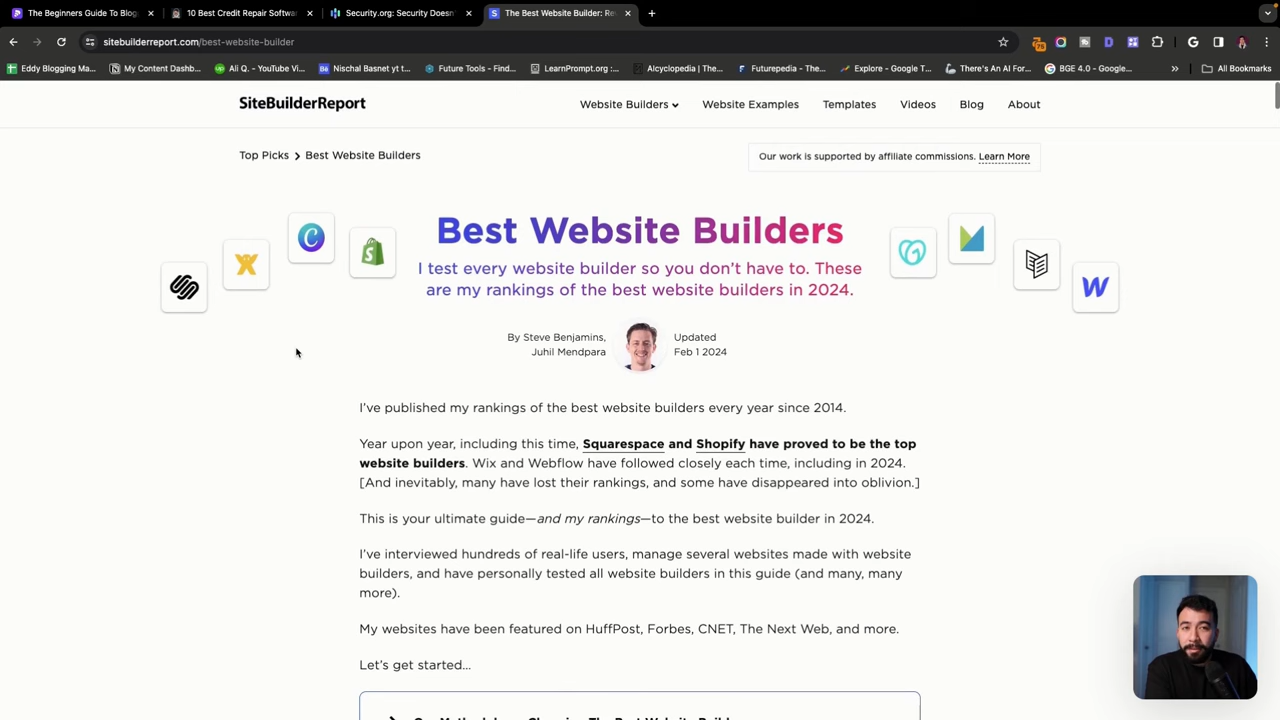 The Beginners Guide To Blog
10 Best Credit Repair Softwar
Security.org: Security Doesn'
The Best Website Builder: Re
sitebuilderreport.com/best-website-builder
Eddy Blogging Ma...
My Content Dashb...
Ali Q. - YouTube Vi...
Nischal Basnet yt t...
Future Tools - Find...
LearnPrompt.org :...
AIcyclopedia | The...
Futurepedia - The...
Explore - Google T...
There's An AI For...
BGE 4.0 - Google...
All Bookmarks
SiteBuilderReport
Website Builders
Website Examples
Templates
Videos
Blog
About
Top Picks > Best Website Builders
Our work is supported by affiliate commissions. Learn More
Best Website Builders
I test every website builder so you don't have to. These
are my rankings of the best website builders in 2024.
By Steve Benjamins,
Juhil Mendpara
Updated
Feb 1 2024
I've published my rankings of the best website builders every year since 2014.
Year upon year, including this time, Squarespace and Shopify have proved to be the top
website builders. Wix and Webflow have followed closely each time, including in 2024.
[And inevitably, many have lost their rankings, and some have disappeared into oblivion.]
This is your ultimate guide—and my rankings—to the best website builder in 2024.
I've interviewed hundreds of real-life users, manage several websites made with website
builders, and have personally tested all website builders in this guide (and many, many
more).
My websites have been featured on HuffPost, Forbes, CNET, The Next Web, and more.
Let's get started...